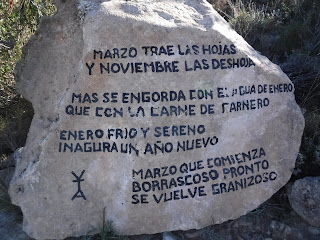 MARZO TRAE LAS HOJAS
Y NOVIEMBRE LAS DESHOJA
MAS SE ENGORDA CON EL AGUA DE ENERO
QUE CON LA CARNE DE CARNERO
ENERO FRIO Y SERENO
INAGURA UN AÑO NUEVO
MARZO QUE COMIENZA
BORRASCOSO PRONTO
SE VUELVE GRANIZOSO